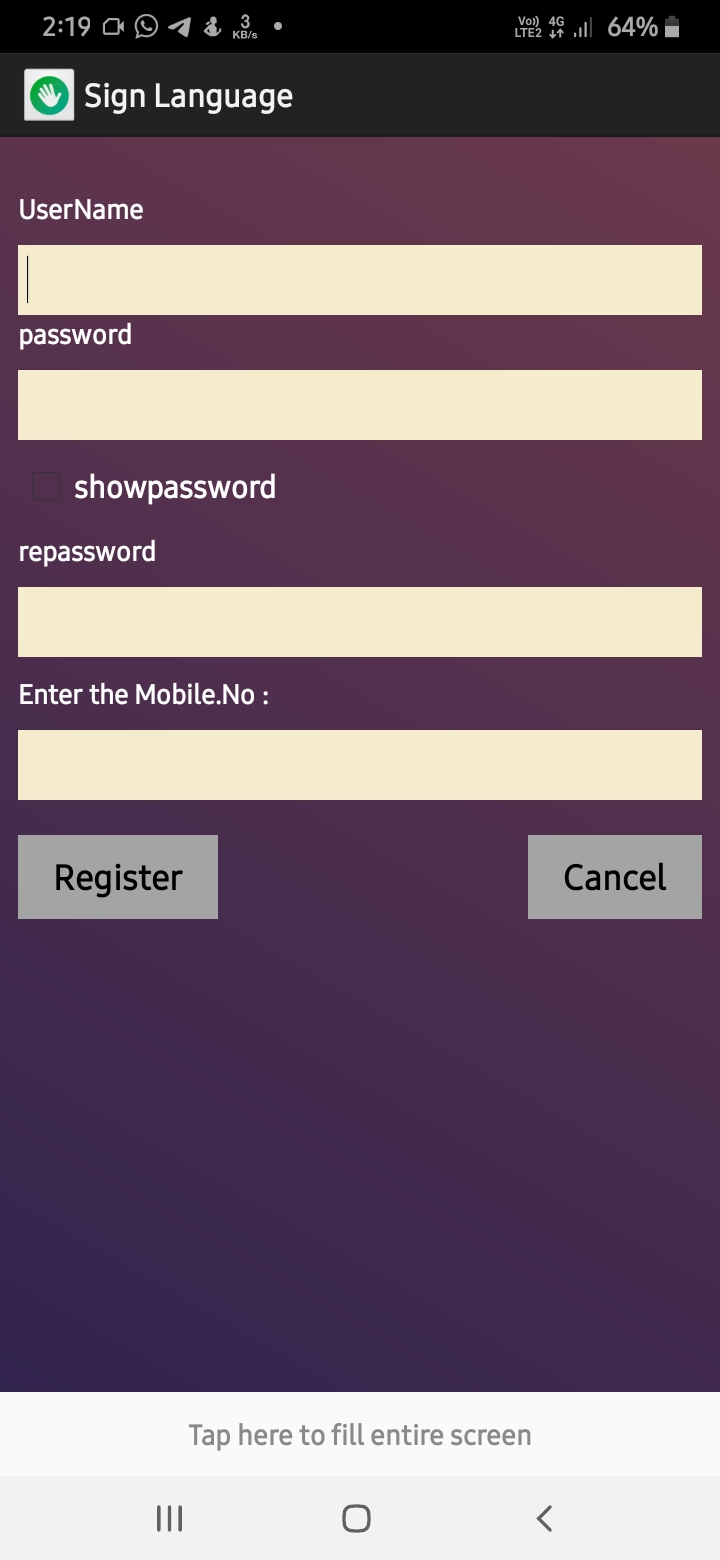 2:19 3 KB/s Vo)) LTE2 4G 64%
Sign Language
UserName
password
showpassword
repassword
Enter the Mobile.No :
Register Cancel
Tap here to fill entire screen